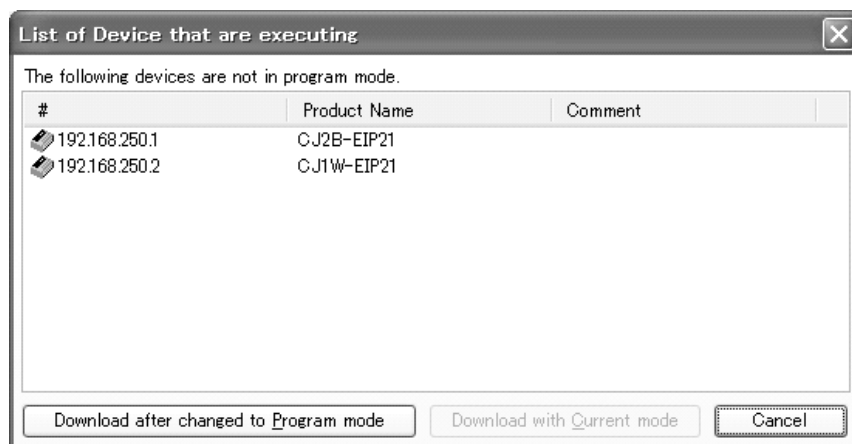 List of Device that are executing
The following devices are not in program mode.
# Product Name Comment
192.168.250.1 CJ2B-EIP21
192.168.250.2 CJ1W-EIP21
Download after changed to Program mode Download with Current mode Cancel